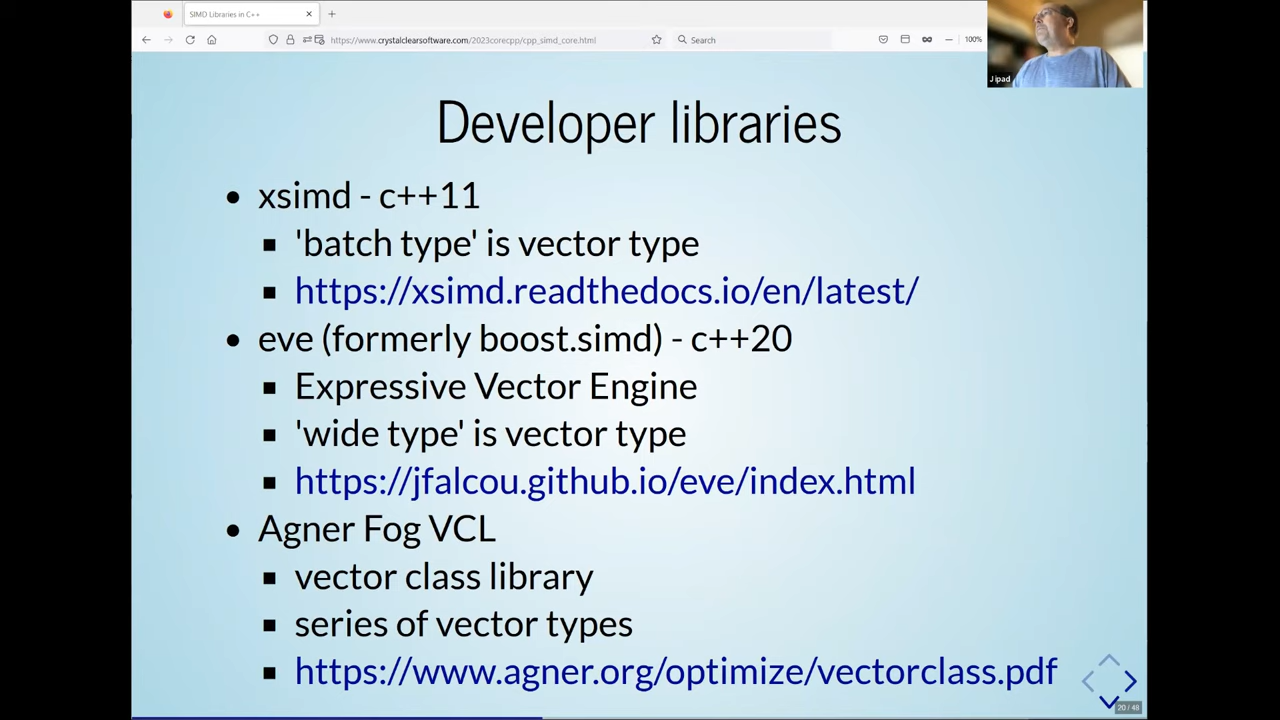 SIMD Libraries in C++
https://www.crystalclearsoftware.com/2023corecpp/cpp_simd_core.html
Search
100%
J ipad
Developer libraries
xsimd - c++11
'batch type' is vector type
https://xsimd.readthedocs.io/en/latest/
eve (formerly boost.simd) - c++20
Expressive Vector Engine
'wide type' is vector type
https://jfalcou.github.io/eve/index.html
Agner Fog VCL
vector class library
series of vector types
https://www.agner.org/optimize/vectorclass.pdf
20 / 48